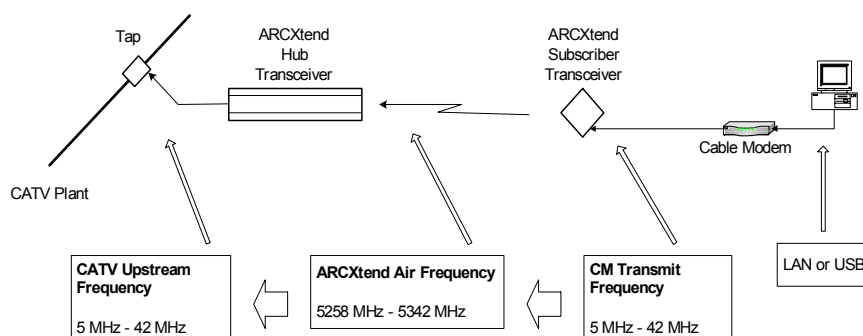 Tap
ARCXtend
Hub
Transceiver
ARCXtend
Subscriber
Transceiver
Cable Modem
CATV Plant
CATV Upstream
Frequency
5 MHz - 42 MHz
ARCXtend Air Frequency
5258 MHz - 5342 MHz
CM Transmit
Frequency
5 MHz - 42 MHz
LAN or USB